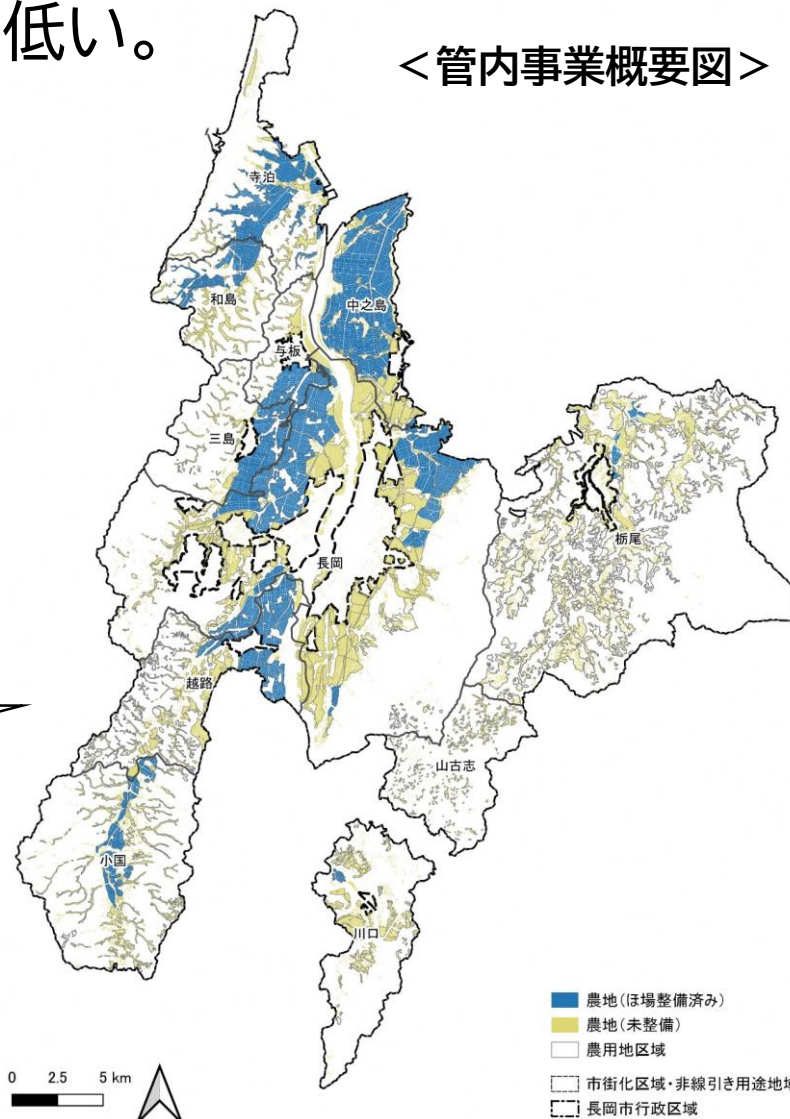 低い。
＜管内事業概要図＞
寺泊
中之島
和島
与板
三島
栃尾
長岡
越路
山古志
小国
川口
農地(ほ場整備済み)
農地(未整備)
農用地区域
市街化区域・非線引き用途地域
長岡市行政区域
0 2.5 5 km